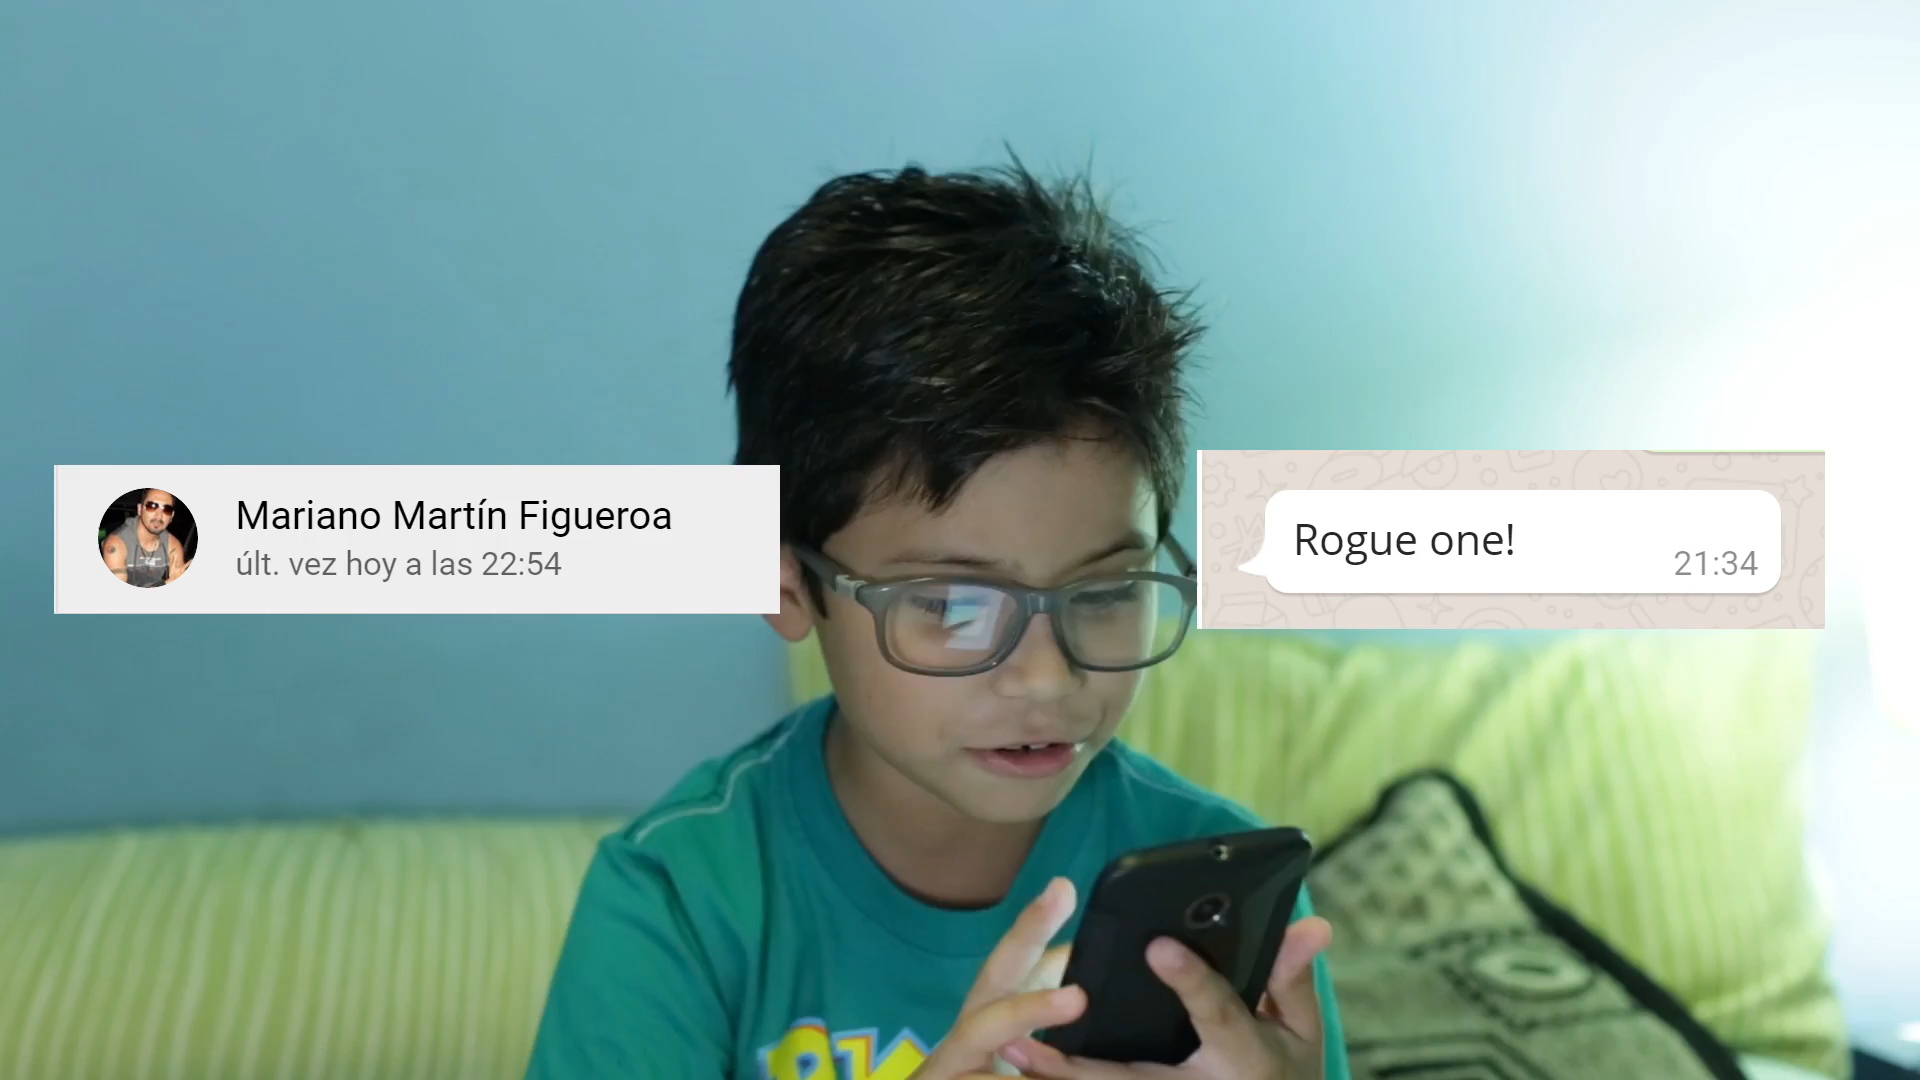 Mariano Martín Figueroa
últ. vez hoy a las 22:54
Rogue one!
21:34